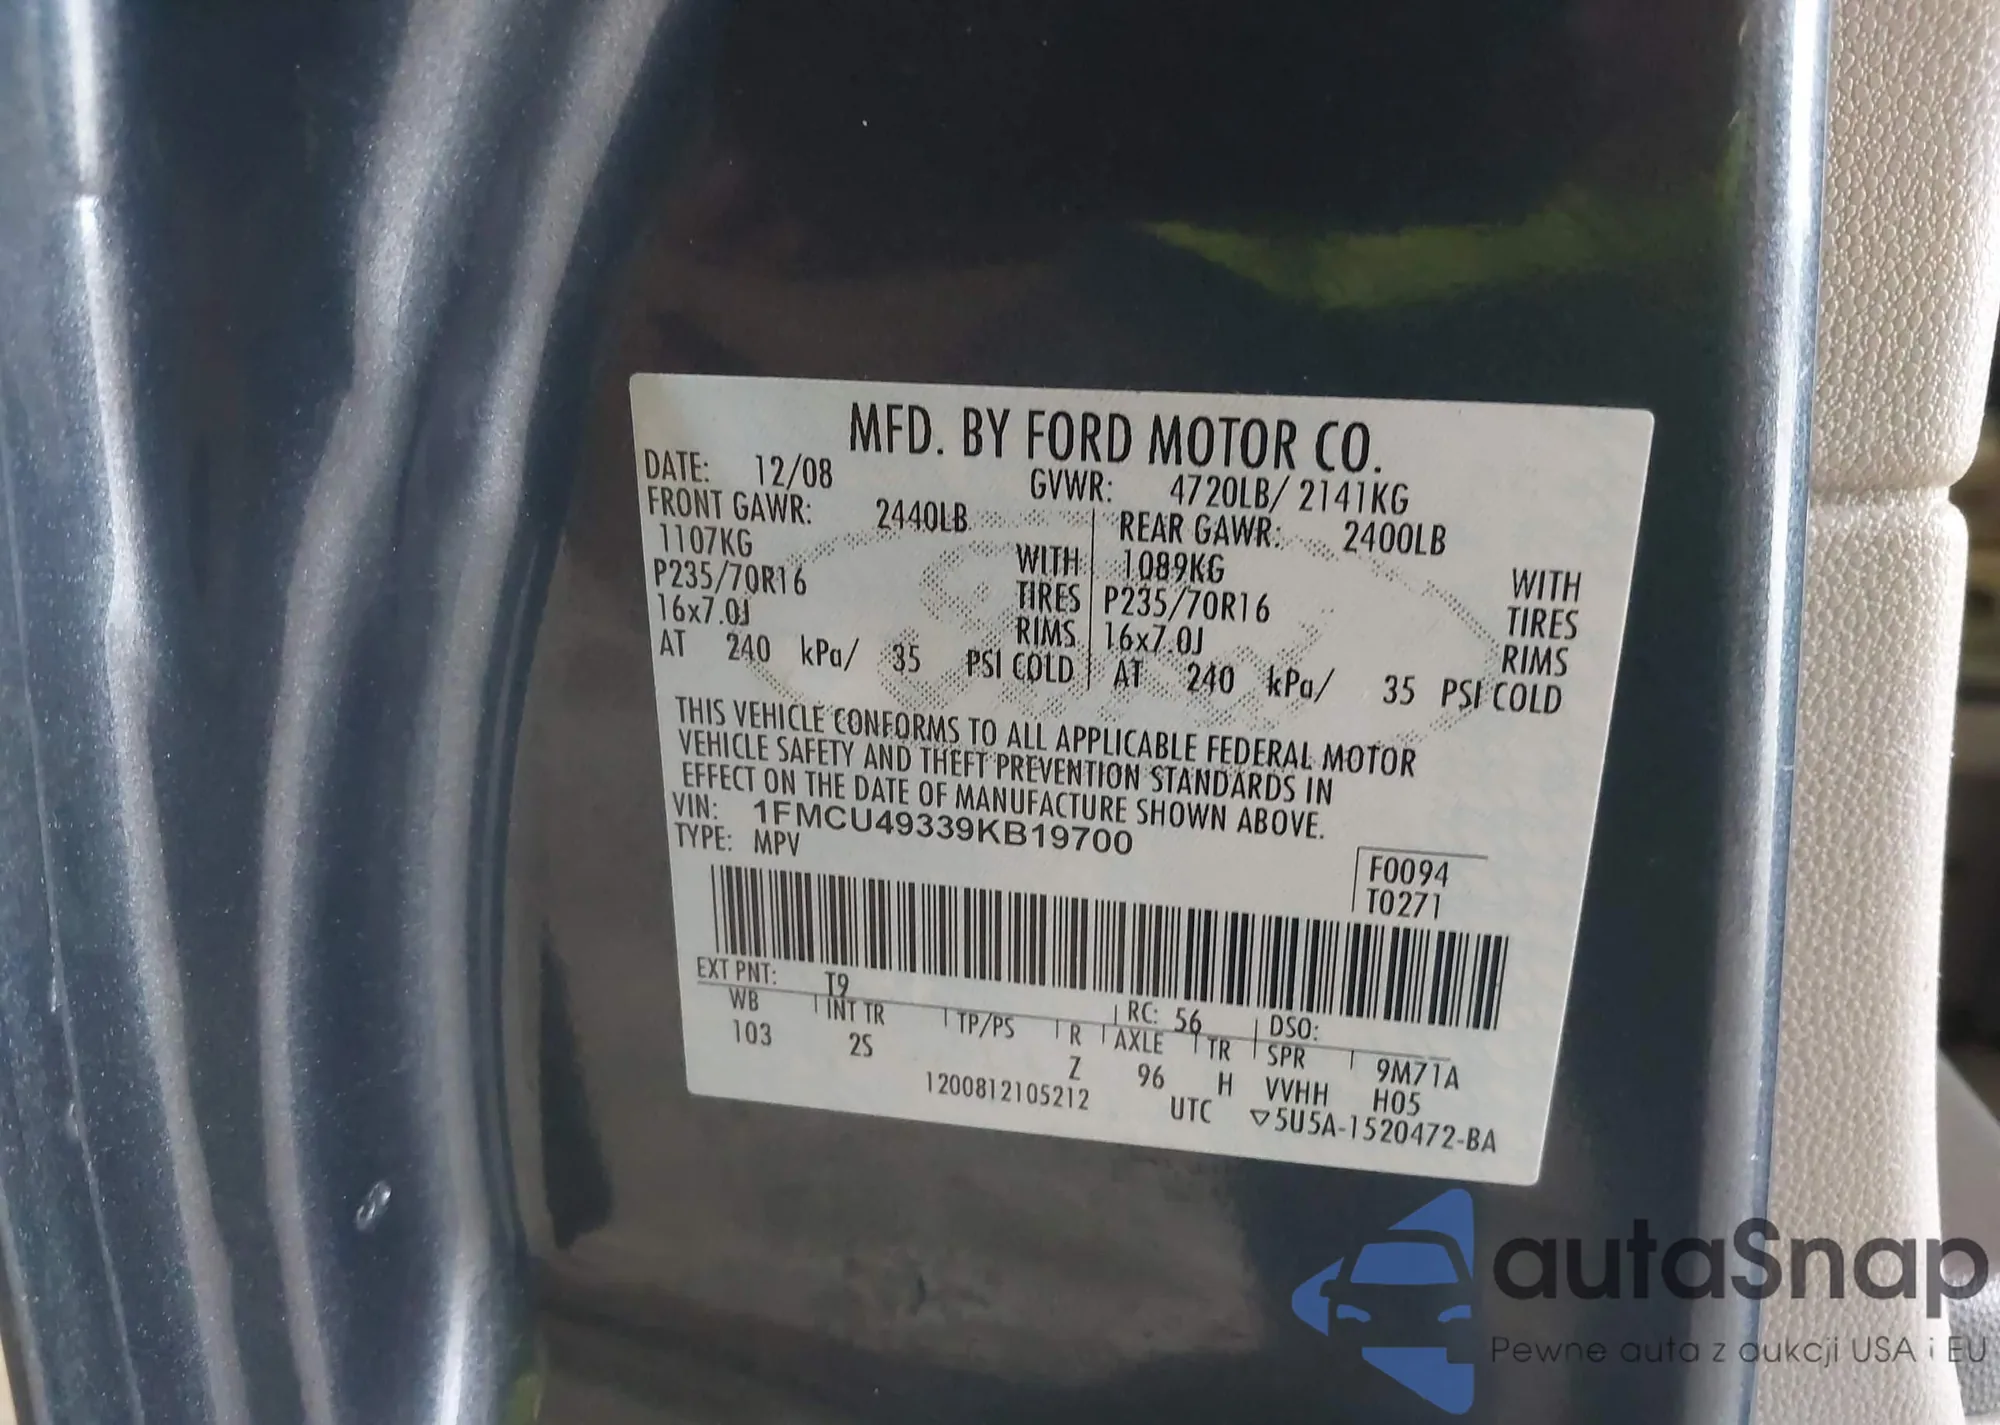 MFD. BY FORD MOTOR CO.
DATE: 12/08 GVWR: 4720LB/ 2141KG
FRONT GAWR: 2440LB REAR GAWR: 2400LB
1107KG WITH 1089KG WITH
P235/70R16 TIRES P235/70R16 TIRES
16x7.0J RIMS 16x7.0J RIMS
AT 240 kPa/ 35 PSI COLD AT 240 kPa/ 35 PSI COLD
THIS VEHICLE CONFORMS TO ALL APPLICABLE FEDERAL MOTOR
VEHICLE SAFETY AND THEFT PREVENTION STANDARDS IN
EFFECT ON THE DATE OF MANUFACTURE SHOWN ABOVE.
VIN: 1FMCU49339KB19700
TYPE: MPV
F0094
T0271
EXT PNT: T9 RC: 56 DSO:
WB INT TR TP/PS R AXLE TR SPR 9M71A
103 2S Z 96 H VVHH H05
1200812105212 UTC ▽5U5A-1520472-BA
autaSnap
Pewne auta z aukcji USA i EU